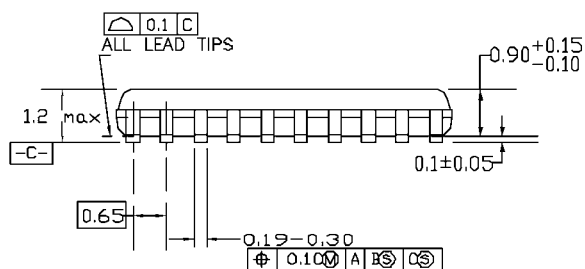 ⌓ 0.1 C
ALL LEAD TIPS
0.90 +0.15 -0.10
1.2 max
-C-
0.1±0.05
0.65
0.19-0.30
⌖ 0.10Ⓜ A BⓈ CⓈ